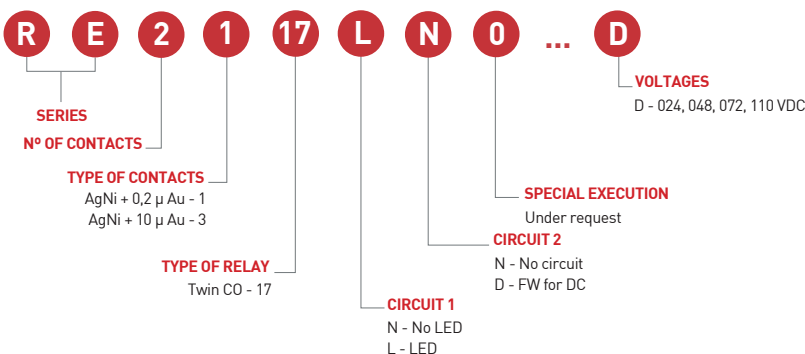 R E 2 1 17 L N 0 ... D
VOLTAGES
D - 024, 048, 072, 110 VDC
SERIES
Nº OF CONTACTS
TYPE OF CONTACTS
AgNi + 0,2 µ Au - 1
AgNi + 10 µ Au - 3
SPECIAL EXECUTION
Under request
CIRCUIT 2
N - No circuit
D - FW for DC
TYPE OF RELAY
Twin CO - 17
CIRCUIT 1
N - No LED
L - LED